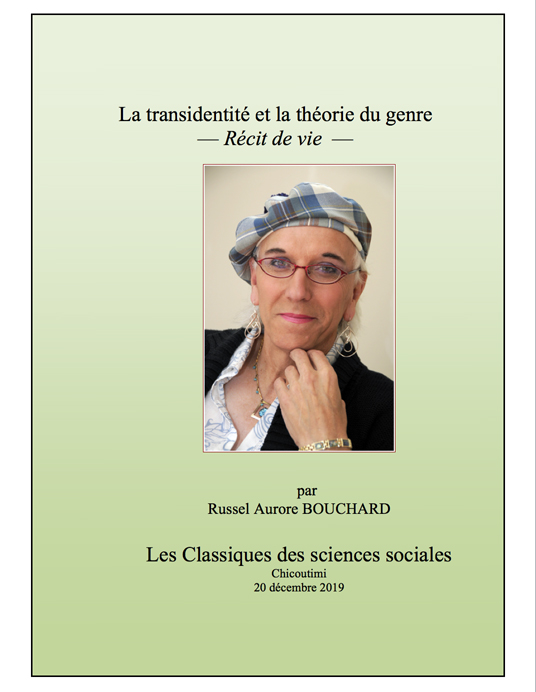 La transidentité et la théorie du genre
— Récit de vie —
par
Russel Aurore BOUCHARD
Les Classiques des sciences sociales
Chicoutimi
20 décembre 2019